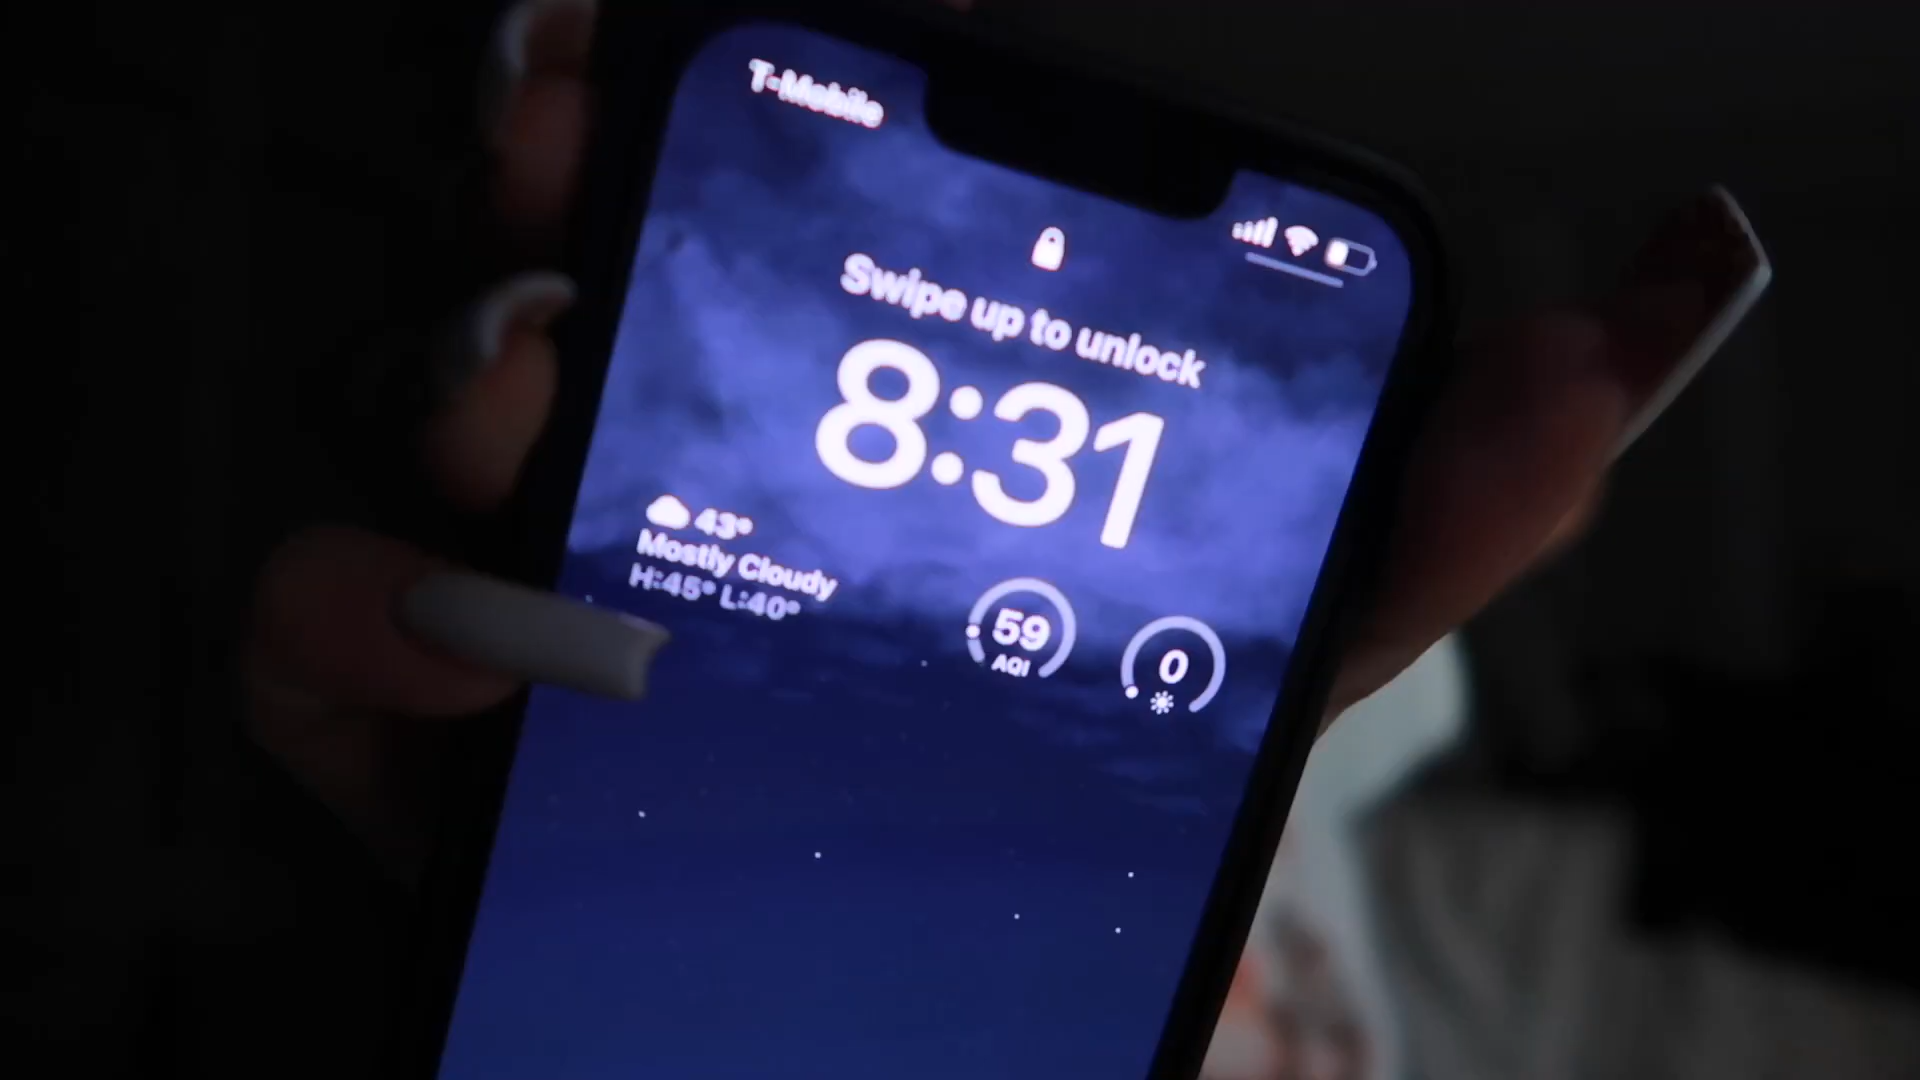 T-Mobile
Swipe up to unlock
8:31
43°
Mostly Cloudy
H:45° L:40°
59
AQI
0